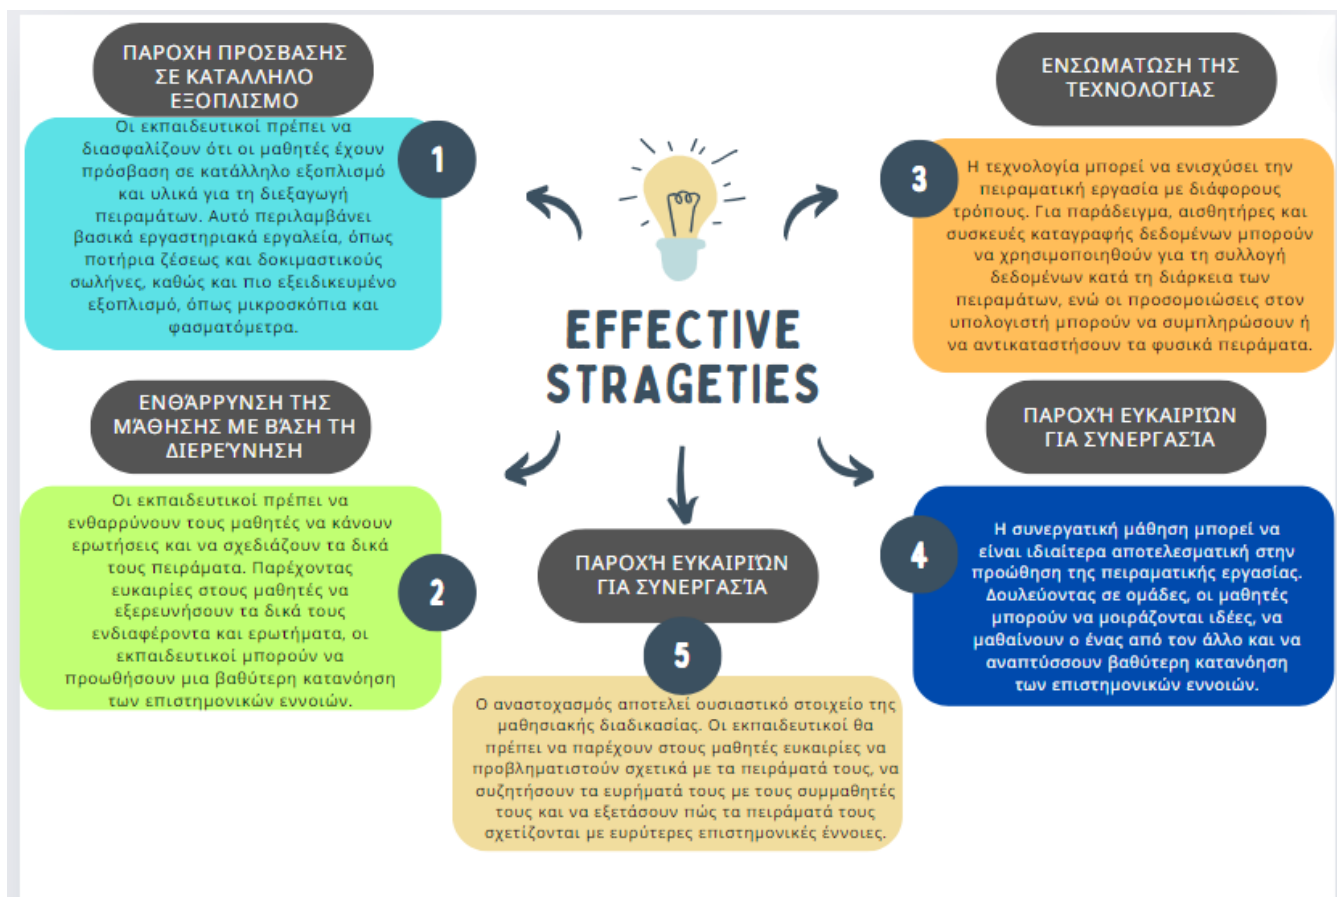 ΠΑΡΟΧΗ ΠΡΟΣΒΑΣΗΣ
ΣΕ ΚΑΤΑΛΛΗΛΟ
ΕΞΟΠΛΙΣΜΟ
1
Οι εκπαιδευτικοί πρέπει να
διασφαλίζουν ότι οι μαθητές έχουν
πρόσβαση σε κατάλληλο εξοπλισμό
και υλικά για τη διεξαγωγή
πειραμάτων. Αυτό περιλαμβάνει
βασικά εργαστηριακά εργαλεία, όπως
ποτήρια ζέσεως και δοκιμαστικούς
σωλήνες, καθώς και πιο εξειδικευμένο
εξοπλισμό, όπως μικροσκόπια και
φασματόμετρα.
EFFECTIVE
STRAGETIES
ΕΝΘΆΡΡΥΝΣΗ ΤΗΣ
ΜΆΘΗΣΗΣ ΜΕ ΒΆΣΗ ΤΗ
ΔΙΕΡΕΎΝΗΣΗ
2
Οι εκπαιδευτικοί πρέπει να
ενθαρρύνουν τους μαθητές να κάνουν
ερωτήσεις και να σχεδιάζουν τα δικά
τους πειράματα. Παρέχοντας
ευκαιρίες στους μαθητές να
εξερευνήσουν τα δικά τους
ενδιαφέροντα και ερωτήματα, οι
εκπαιδευτικοί μπορούν να
προωθήσουν μια βαθύτερη κατανόηση
των επιστημονικών εννοιών.
ΕΝΣΩΜΑΤΩΣΗ ΤΗΣ
ΤΕΧΝΟΛΟΓΙΑΣ
3
Η τεχνολογία μπορεί να ενισχύσει την
πειραματική εργασία με διάφορους
τρόπους. Για παράδειγμα, αισθητήρες και
συσκευές καταγραφής δεδομένων μπορούν
να χρησιμοποιηθούν για τη συλλογή
δεδομένων κατά τη διάρκεια των
πειραμάτων, ενώ οι προσομοιώσεις στον
υπολογιστή μπορούν να συμπληρώσουν ή
να αντικαταστήσουν τα φυσικά πειράματα.
ΠΑΡΟΧΉ ΕΥΚΑΙΡΙΏΝ
ΓΙΑ ΣΥΝΕΡΓΑΣΊΑ
4
Η συνεργατική μάθηση μπορεί να
είναι ιδιαίτερα αποτελεσματική στην
προώθηση της πειραματικής εργασίας.
Δουλεύοντας σε ομάδες, οι μαθητές
μπορούν να μοιράζονται ιδέες, να
μαθαίνουν ο ένας από τον άλλο και να
αναπτύσσουν βαθύτερη κατανόηση
των επιστημονικών εννοιών.
ΠΑΡΟΧΉ ΕΥΚΑΙΡΙΏΝ
ΓΙΑ ΣΥΝΕΡΓΑΣΊΑ
5
Ο αναστοχασμός αποτελεί ουσιαστικό στοιχείο της
μαθησιακής διαδικασίας. Οι εκπαιδευτικοί θα
πρέπει να παρέχουν στους μαθητές ευκαιρίες να
προβληματιστούν σχετικά με τα πειράματά τους, να
συζητήσουν τα ευρήματά τους με τους συμμαθητές
τους και να εξετάσουν πώς τα πειράματά τους
σχετίζονται με ευρύτερες επιστημονικές έννοιες.